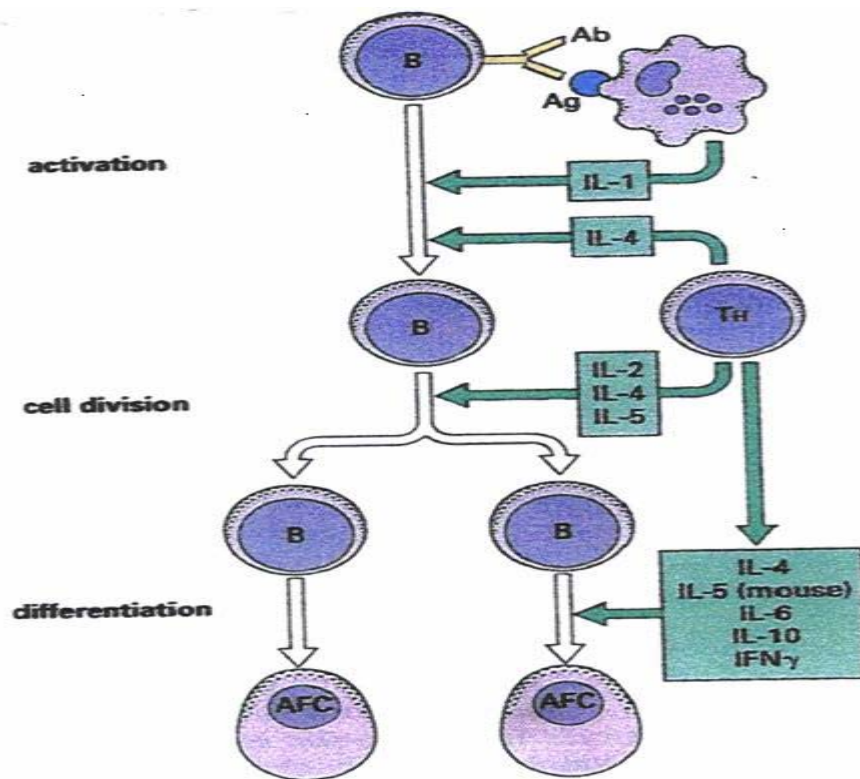 B
Ab
Ag
activation
IL-1
IL-4
B
TH
IL-2
IL-4
IL-5
cell division
B
B
IL-4
IL-5 (mouse)
IL-6
IL-10
IFNγ
differentiation
AFC
AFC